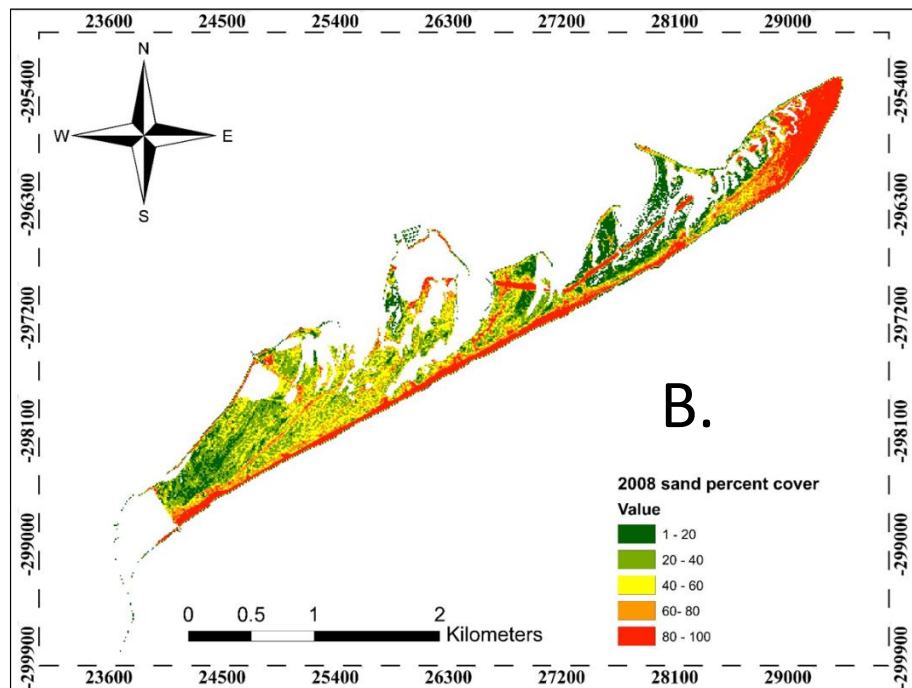 23600 24500 25400 26300 27200 28100 29000
-295400 -295400
N
W E
S
-296300 -296300
-297200 -297200
B.
-298100 -298100
2008 sand percent cover
Value
1 - 20
20 - 40
-299000 -299000
40 - 60
60- 80
0 0.5 1 2
Kilometers
80 - 100
-299900 -299900
23600 24500 25400 26300 27200 28100 29000